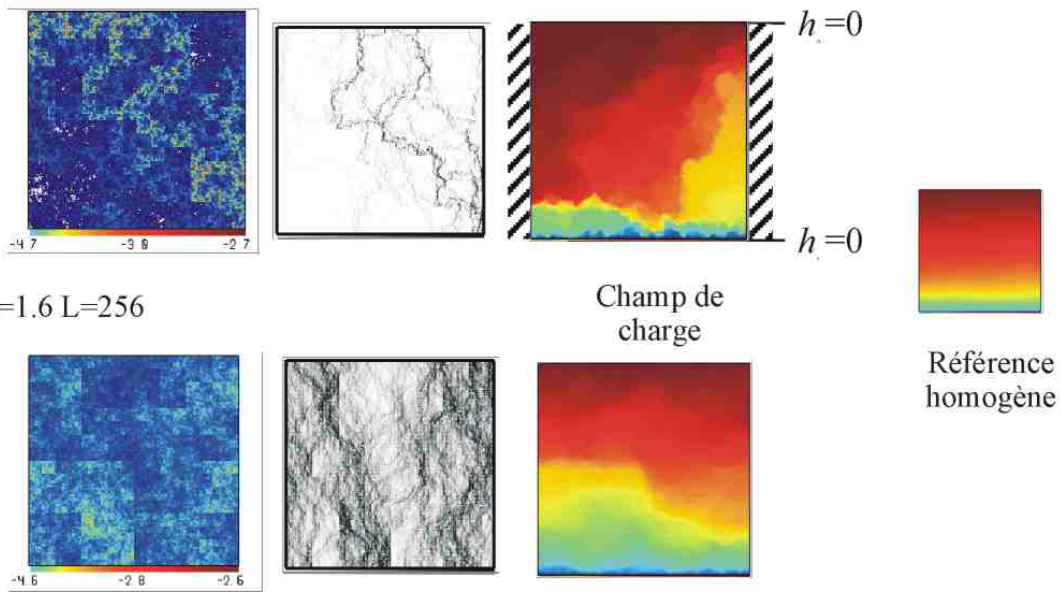 h=0
-4 7 -3 8 -2 7
h=0
=1.6 L=256
Champ de
charge
Référence
homogène
-4.6 -2.8 -2.6